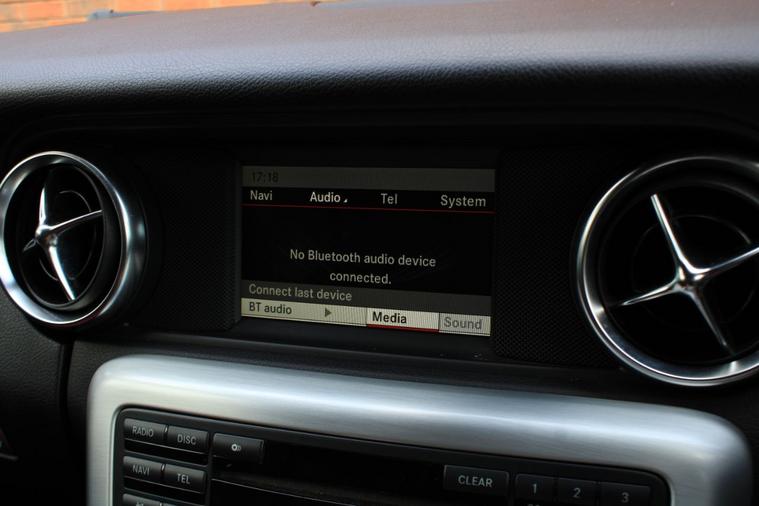 17:18
Navi Audio Tel System
No Bluetooth audio device
connected.
Connect last device
BT audio Media Sound
RADIO DISC
NAVI TEL
CLEAR 1 2 3